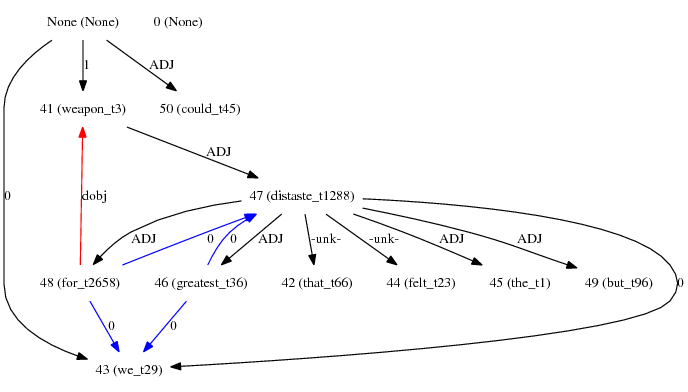 None (None) 0 (None)
1 ADJ
41 (weapon_t3) 50 (could_t45)
ADJ
0 dobj 47 (distaste_t1288)
ADJ 0 0 ADJ -unk- -unk- ADJ ADJ
48 (for_t2658) 46 (greatest_t36) 42 (that_t66) 44 (felt_t23) 45 (the_t1) 49 (but_t96) 0
0 0
43 (we_t29)